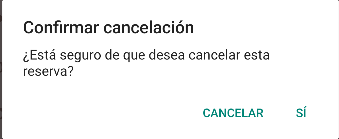 Confirmar cancelación
¿Está seguro de que desea cancelar esta
reserva?
CANCELAR SÍ